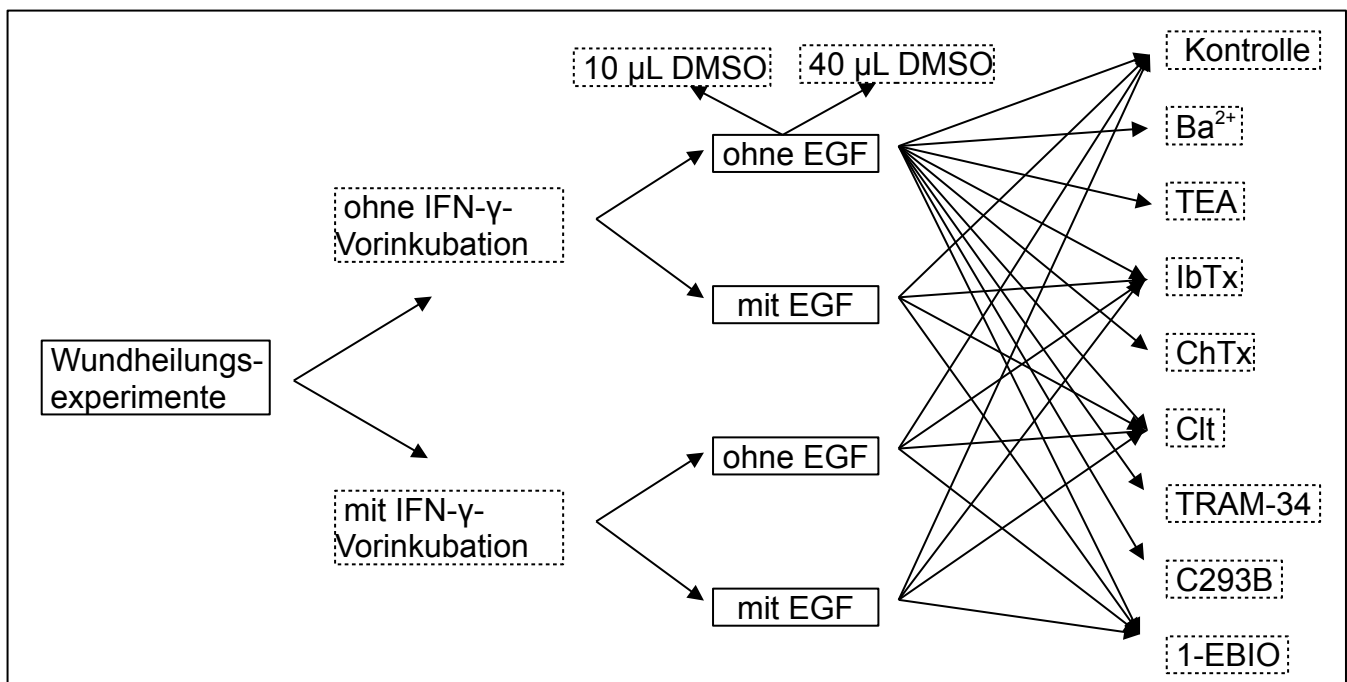 10 µL DMSO
40 µL DMSO
Kontrolle
Ba²⁺
TEA
IbTx
ChTx
Clt
TRAM-34
C293B
1-EBIO
ohne EGF
mit EGF
ohne EGF
mit EGF
ohne IFN-γ-
Vorinkubation
mit IFN-γ-
Vorinkubation
Wundheilungs-
experimente